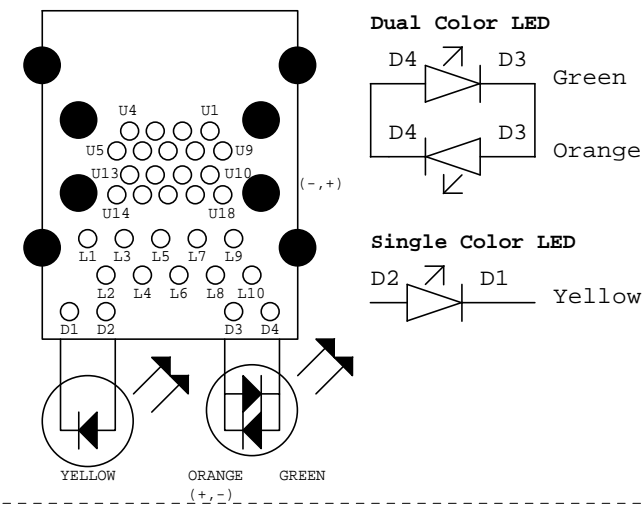 Dual Color LED
D4 D3
Green
D4 D3
Orange
Single Color LED
D2 D1
Yellow
U4 U1
U5 U9
U13 U10
(-,+)
U14 U18
L1 L3 L5 L7 L9
L2 L4 L6 L8 L10
D1 D2 D3 D4
YELLOW ORANGE GREEN
(+,-)